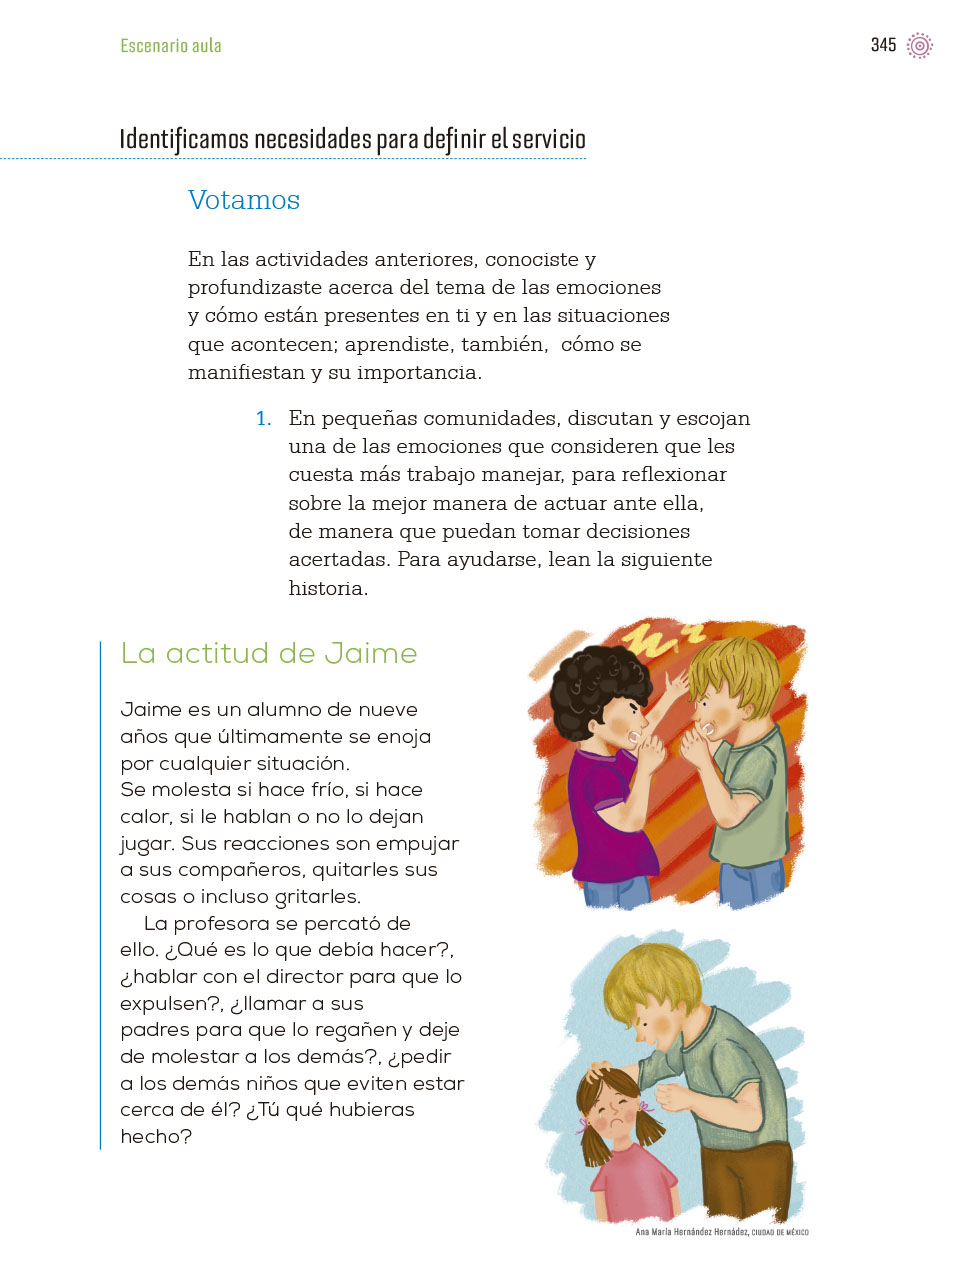 Escenario aula
345
Identificamos necesidades para definir el servicio
Votamos
En las actividades anteriores, conociste y
profundizaste acerca del tema de las emociones
y cómo están presentes en ti y en las situaciones
que acontecen; aprendiste, también, cómo se
manifiestan y su importancia.
1. En pequeñas comunidades, discutan y escojan
una de las emociones que consideren que les
cuesta más trabajo manejar, para reflexionar
sobre la mejor manera de actuar ante ella,
de manera que puedan tomar decisiones
acertadas. Para ayudarse, lean la siguiente
historia.
La actitud de Jaime
Jaime es un alumno de nueve
años que últimamente se enoja
por cualquier situación.
Se molesta si hace frío, si hace
calor, si le hablan o no lo dejan
jugar. Sus reacciones son empujar
a sus compañeros, quitarles sus
cosas o incluso gritarles.
La profesora se percató de
ello. ¿Qué es lo que debía hacer?,
¿hablar con el director para que lo
expulsen?, ¿llamar a sus
padres para que lo regañen y deje
de molestar a los demás?, ¿pedir
a los demás niños que eviten estar
cerca de él? ¿Tú qué hubieras
hecho?
Ana María Hernández Hernádez, CIUDAD DE MÉXICO